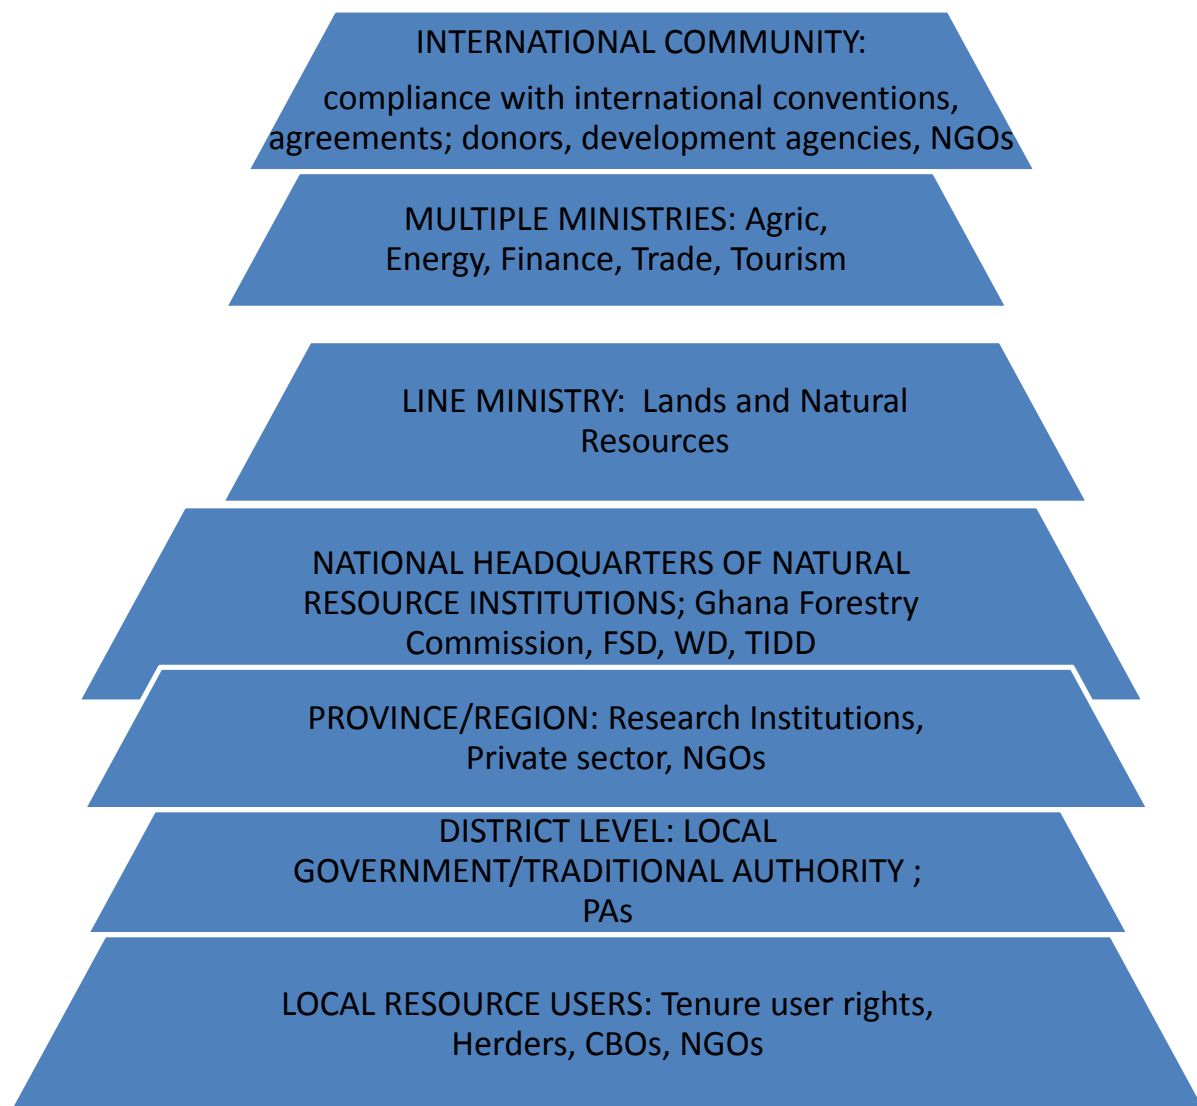 INTERNATIONAL COMMUNITY:
compliance with international conventions,
agreements; donors, development agencies, NGOs
MULTIPLE MINISTRIES: Agric,
Energy, Finance, Trade, Tourism
LINE MINISTRY:  Lands and Natural
Resources
NATIONAL HEADQUARTERS OF NATURAL
RESOURCE INSTITUTIONS; Ghana Forestry
Commission, FSD, WD, TIDD
PROVINCE/REGION: Research Institutions,
Private sector, NGOs
DISTRICT LEVEL: LOCAL
GOVERNMENT/TRADITIONAL AUTHORITY ;
PAs
LOCAL RESOURCE USERS: Tenure user rights,
Herders, CBOs, NGOs